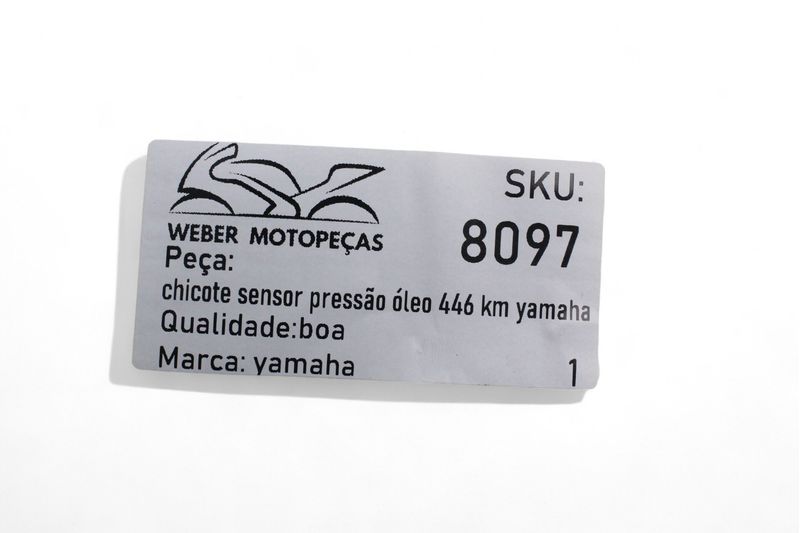 WEBER MOTOPEÇAS
SKU:
8097
Peça:
chicote sensor pressão óleo 446 km yamaha
Qualidade:boa
Marca: yamaha
1